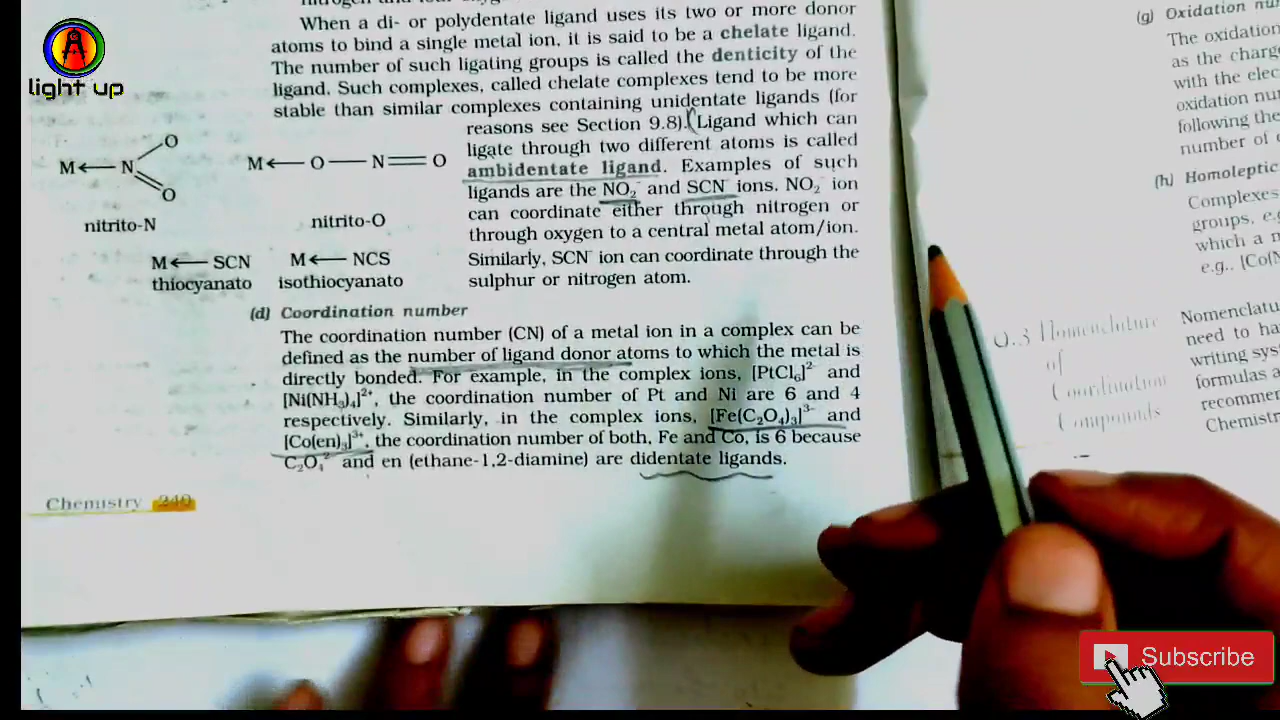 light up
When a di- or polydentate ligand uses its two or more donor
atoms to bind a single metal ion, it is said to be a chelate ligand.
The number of such ligating groups is called the denticity of the
ligand. Such complexes, called chelate complexes tend to be more
stable than similar complexes containing unidentate ligands (for
reasons see Section 9.8). Ligand which can
ligate through two different atoms is called
ambidentate ligand. Examples of such
ligands are the NO₂⁻ and SCN⁻ ions. NO₂⁻ ion
can coordinate either through nitrogen or
through oxygen to a central metal atom/ion.
Similarly, SCN⁻ ion can coordinate through the
sulphur or nitrogen atom.
M ← N O O
nitrito-N
M ← O — N = O
nitrito-O
M ← SCN
thiocyanato
M ← NCS
isothiocyanato
(d) Coordination number
The coordination number (CN) of a metal ion in a complex can be
defined as the number of ligand donor atoms to which the metal is
directly bonded. For example, in the complex ions, [PtCl₆]²⁻ and
[Ni(NH₃)₄]²⁺, the coordination number of Pt and Ni are 6 and 4
respectively. Similarly, in the complex ions, [Fe(C₂O₄)₃]³⁻ and
[Co(en)₃]³⁺, the coordination number of both, Fe and Co, is 6 because
C₂O₄²⁻ and en (ethane-1,2-diamine) are didentate ligands.
Chemistry 240
(g) Oxidation
The oxidation
as the charg
with the elec
oxidation nu
following the
number of
(h) Homoleptic
Complexes
groups, e.g
which a m
e.g., [Co(N
9.3 Nomenclature
of
Coordination
Compounds
Nomenclatu
need to ha
writing sys
formulas a
recommer
Chemistr
Subscribe